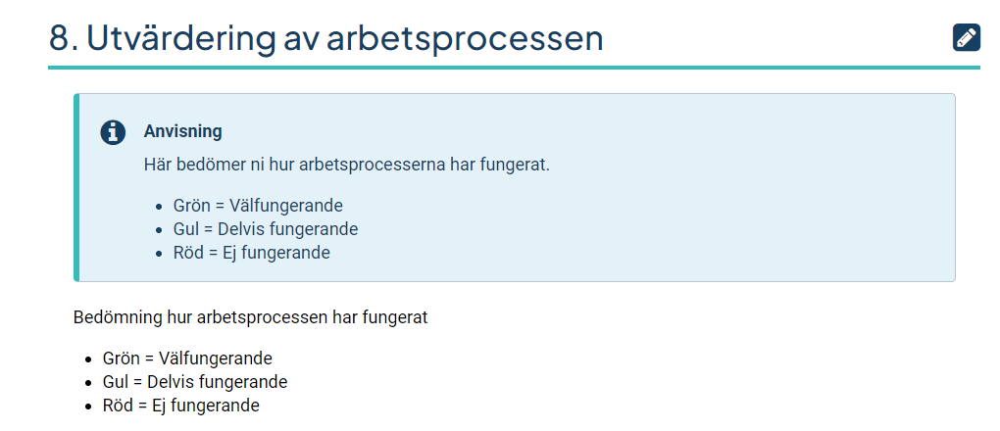 8. Utvärdering av arbetsprocessen
Anvisning
Här bedömer ni hur arbetsprocesserna har fungerat.
• Grön = Välfungerande
• Gul = Delvis fungerande
• Röd = Ej fungerande
Bedömning hur arbetsprocessen har fungerat
• Grön = Välfungerande
• Gul = Delvis fungerande
• Röd = Ej fungerande